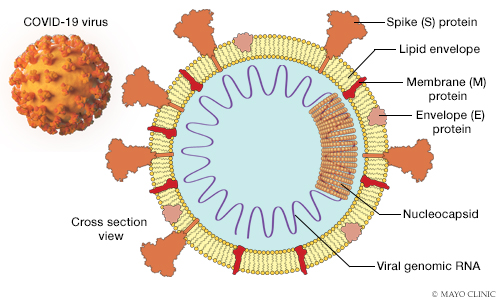 COVID-19 virus
Spike (S) protein
Lipid envelope
Membrane (M)
protein
Envelope (E)
protein
Nucleocapsid
Cross section
view
Viral genomic RNA
© MAYO CLINIC